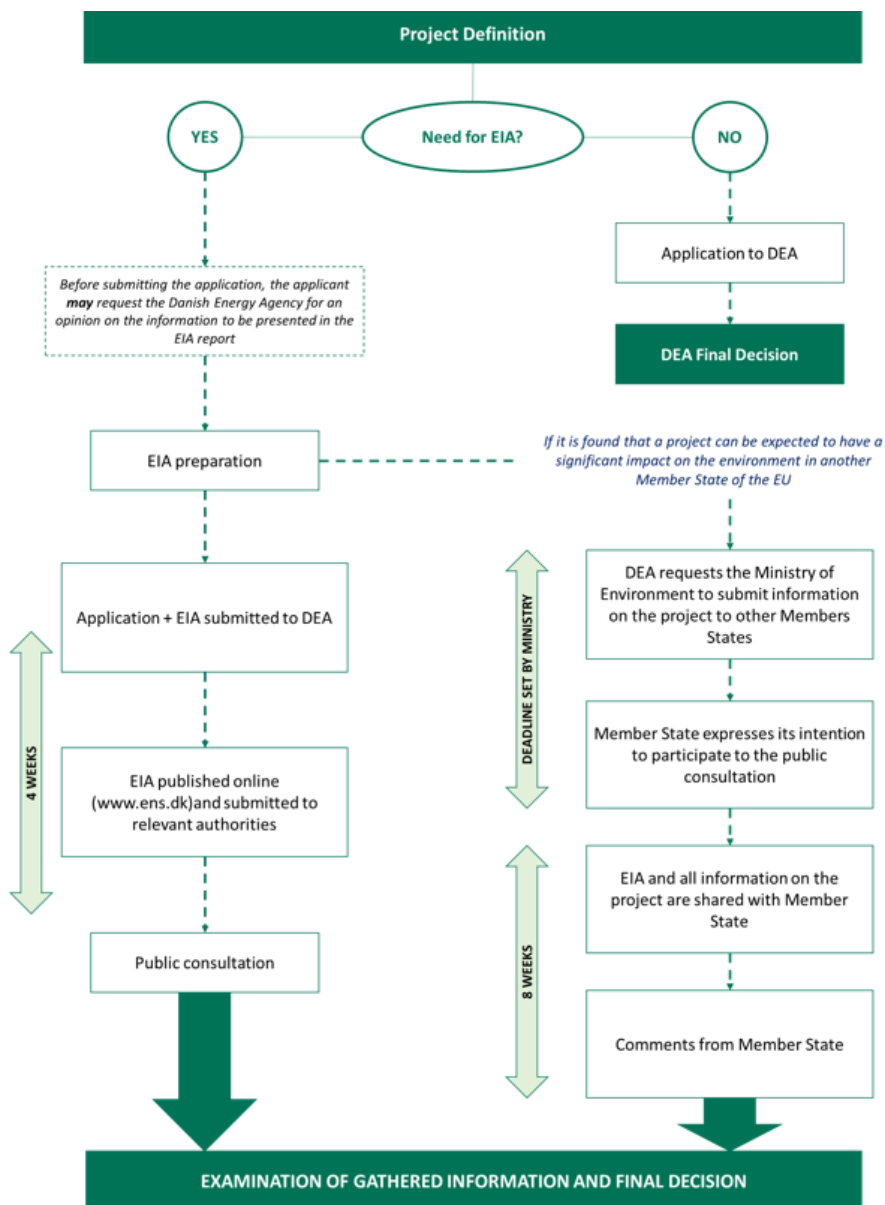 Project Definition
YES
Need for EIA?
NO
Application to DEA
DEA Final Decision
Before submitting the application, the applicant
may request the Danish Energy Agency for an
opinion on the information to be presented in the
EIA report
EIA preparation
If it is found that a project can be expected to have a
significant impact on the environment in another
Member State of the EU
Application + EIA submitted to DEA
4 WEEKS
EIA published online
(www.ens.dk)and submitted to
relevant authorities
Public consultation
DEADLINE SET BY MINISTRY
DEA requests the Ministry of
Environment to submit information
on the project to other Members
States
Member State expresses its intention
to participate to the public
consultation
8 WEEKS
EIA and all information on the
project are shared with Member
State
Comments from Member State
EXAMINATION OF GATHERED INFORMATION AND FINAL DECISION